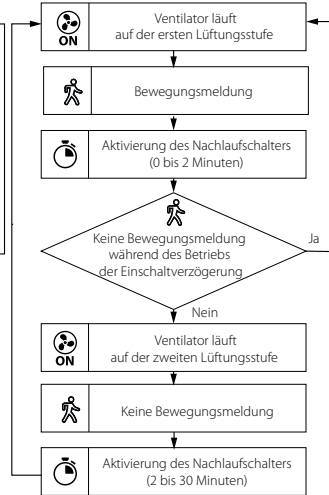 ON
Ventilator läuft
auf der ersten Lüftungsstufe
Bewegungsmeldung
Aktivierung des Nachlaufschalters
(0 bis 2 Minuten)
Keine Bewegungsmeldung
während des Betriebs
der Einschaltverzögerung
Ja
Nein
ON
Ventilator läuft
auf der zweiten Lüftungsstufe
Keine Bewegungsmeldung
Aktivierung des Nachlaufschalters
(2 bis 30 Minuten)